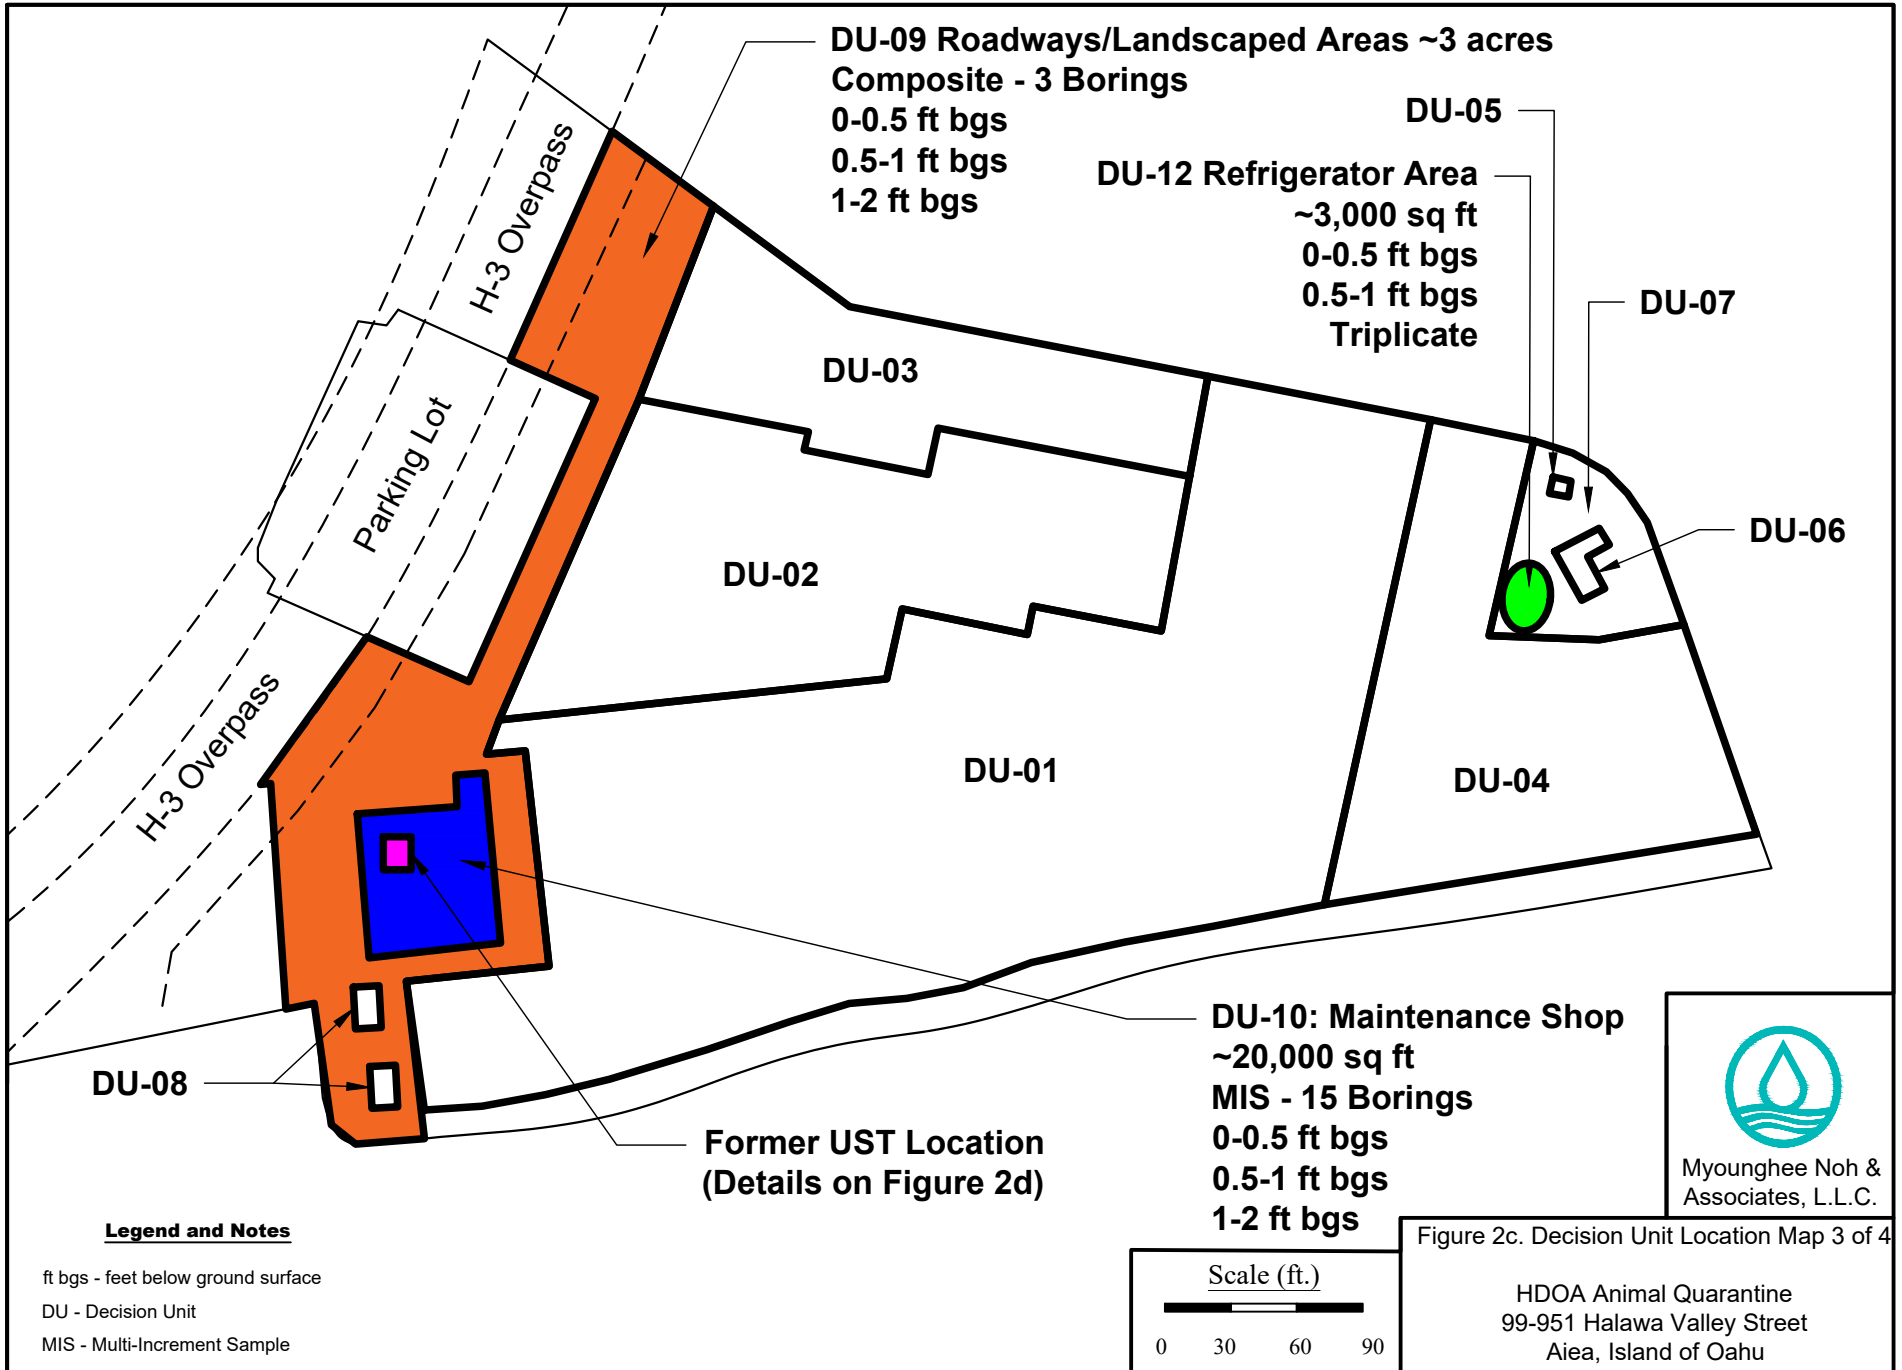 DU-09 Roadways/Landscaped Areas ~3 acres
Composite - 3 Borings
0-0.5 ft bgs
0.5-1 ft bgs
1-2 ft bgs
DU-05
DU-12 Refrigerator Area
~3,000 sq ft
0-0.5 ft bgs
0.5-1 ft bgs
Triplicate
DU-07
H-3 Overpass
DU-03
Parking Lot
DU-06
DU-02
H-3 Overpass
DU-01
DU-04
DU-10: Maintenance Shop
~20,000 sq ft
MIS - 15 Borings
0-0.5 ft bgs
0.5-1 ft bgs
1-2 ft bgs
DU-08
Former UST Location
(Details on Figure 2d)
Myounghee Noh &
Associates, L.L.C.
Legend and Notes
ft bgs - feet below ground surface
DU - Decision Unit
MIS - Multi-Increment Sample
Scale (ft.)
0 30 60 90
Figure 2c. Decision Unit Location Map 3 of 4
HDOA Animal Quarantine
99-951 Halawa Valley Street
Aiea, Island of Oahu